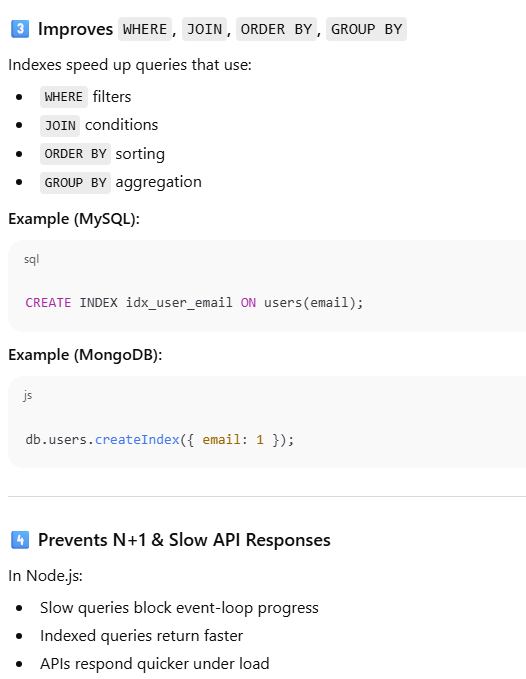 3 Improves WHERE, JOIN, ORDER BY, GROUP BY
Indexes speed up queries that use:
• WHERE filters
• JOIN conditions
• ORDER BY sorting
• GROUP BY aggregation
Example (MySQL):
sql
CREATE INDEX idx_user_email ON users(email);
Example (MongoDB):
js
db.users.createIndex({ email: 1 });
4 Prevents N+1 & Slow API Responses
In Node.js:
• Slow queries block event-loop progress
• Indexed queries return faster
• APIs respond quicker under load